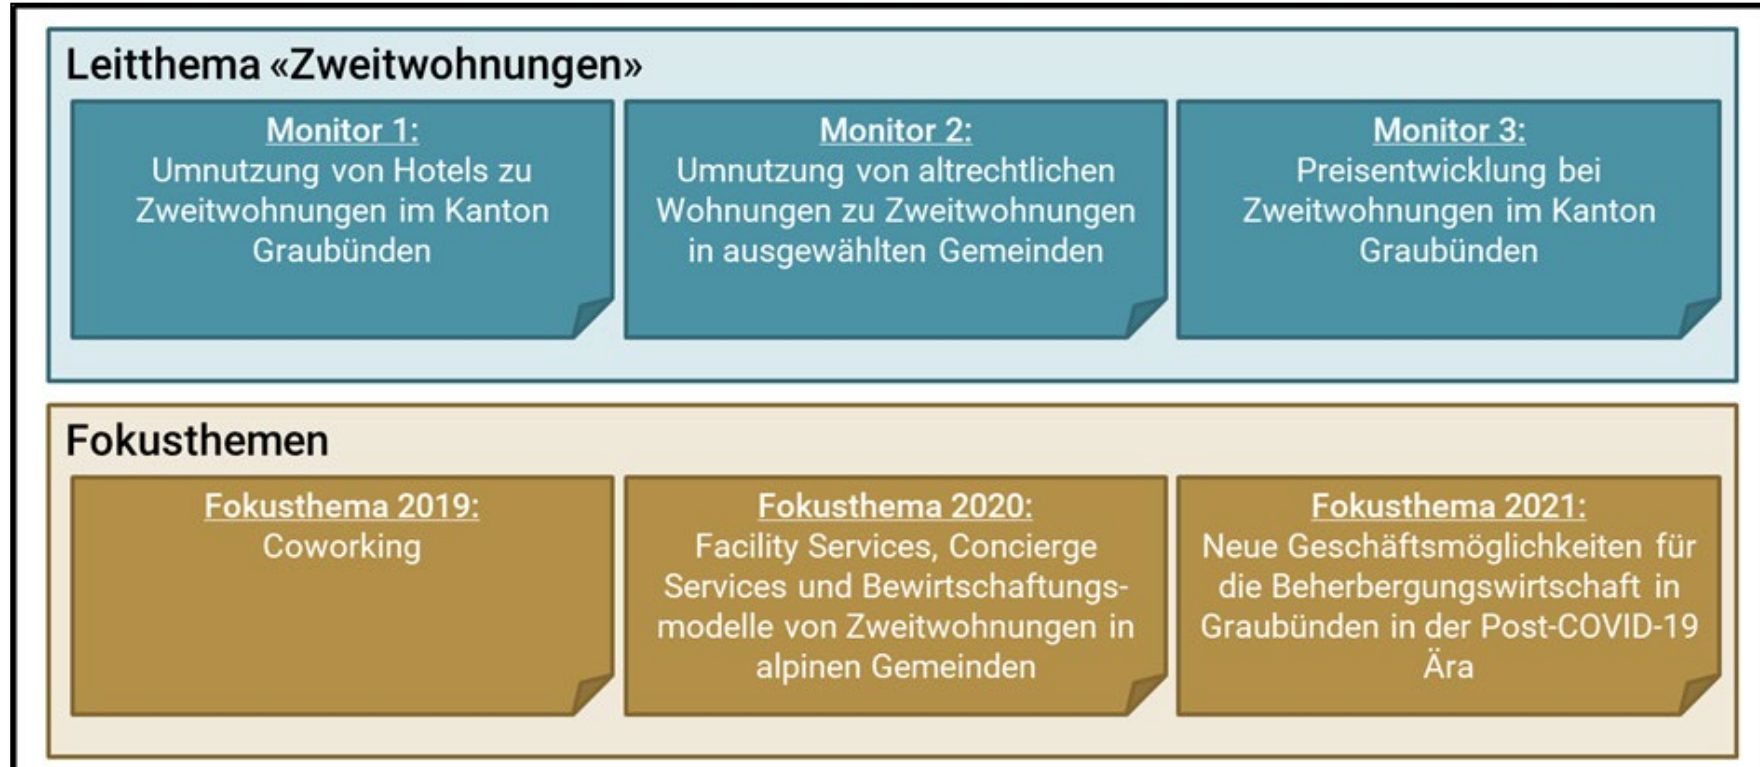 Leitthema «Zweitwohnungen»
Monitor 1:
Umnutzung von Hotels zu
Zweitwohnungen im Kanton
Graubünden
Monitor 2:
Umnutzung von altrechtlichen
Wohnungen zu Zweitwohnungen
in ausgewählten Gemeinden
Monitor 3:
Preisentwicklung bei
Zweitwohnungen im Kanton
Graubünden
Fokusthemen
Fokusthema 2019:
Coworking
Fokusthema 2020:
Facility Services, Concierge
Services und Bewirtschaftungs-
modelle von Zweitwohnungen in
alpinen Gemeinden
Fokusthema 2021:
Neue Geschäftsmöglichkeiten für
die Beherbergungswirtschaft in
Graubünden in der Post-COVID-19
Ära